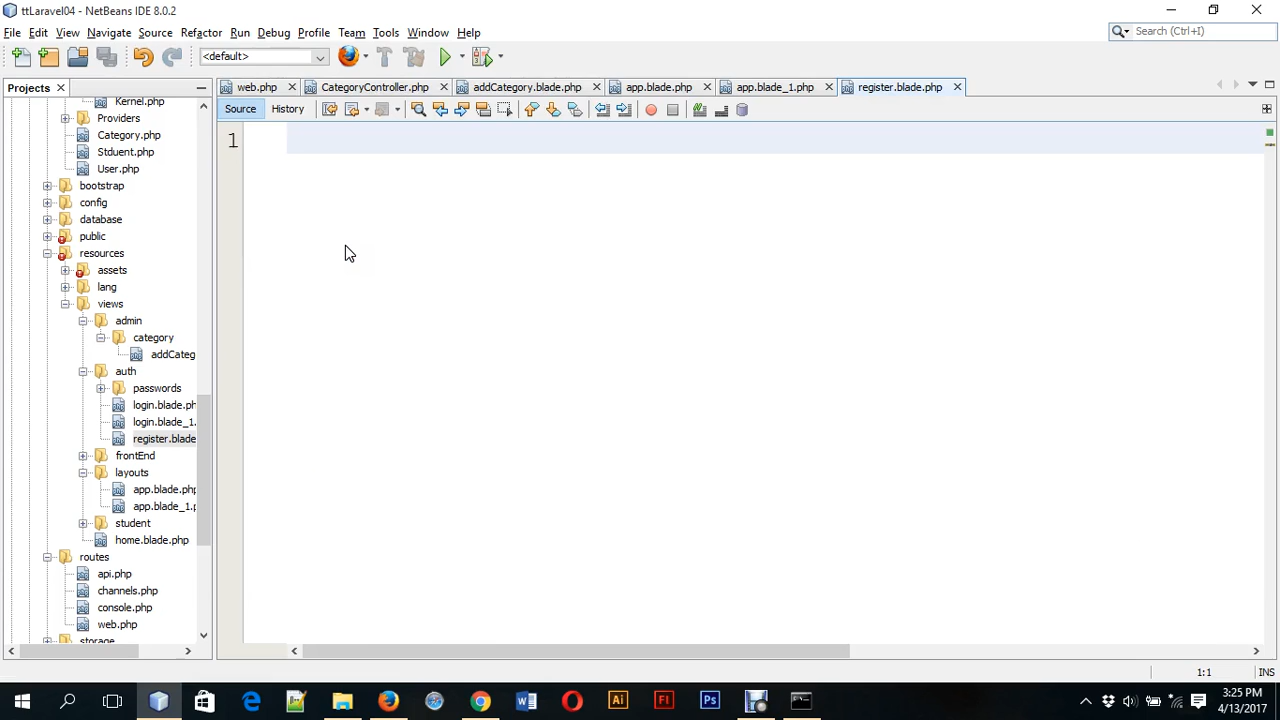 ttLaravel04 - NetBeans IDE 8.0.2
File Edit View Navigate Source Refactor Run Debug Profile Team Tools Window Help
Search (Ctrl+I)
<default>
Projects
web.php
CategoryController.php
addCategory.blade.php
app.blade.php
app.blade_1.php
register.blade.php
Source
History
1
Kernel.php
Providers
Category.php
Stduent.php
User.php
bootstrap
config
database
public
resources
assets
lang
views
admin
category
addCateg
auth
passwords
login.blade.ph
login.blade_1.
register.blade
frontEnd
layouts
app.blade.php
app.blade_1.p
student
home.blade.php
routes
api.php
channels.php
console.php
web.php
storage
1:1
INS
Ai
Fl
Ps
3:25 PM
4/13/2017